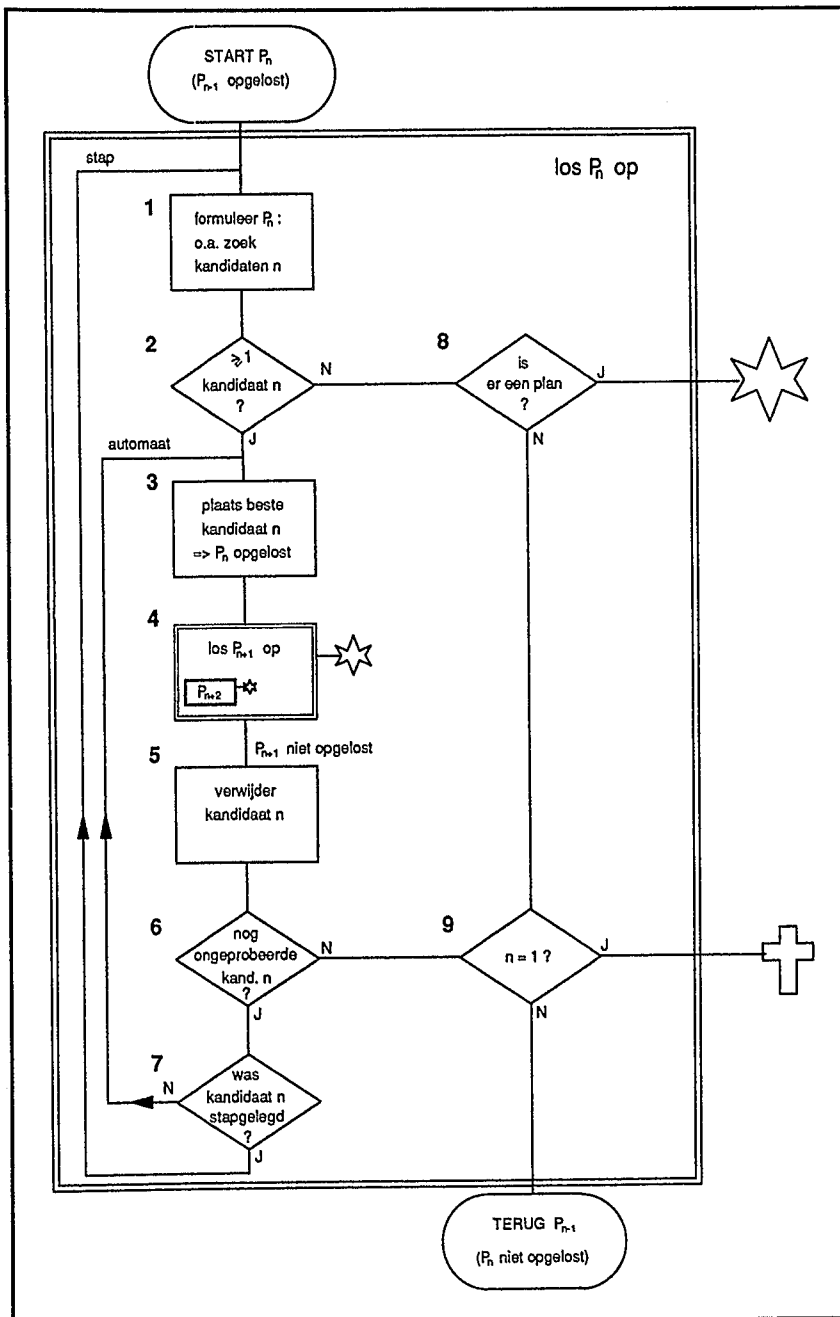 START Pn
(Pn-1 opgelost)
los Pn op
stap
1
formuleer Pn :
o.a. zoek
kandidaten n
2
≥ 1
kandidaat n
?
N
J
8
is
er een plan
?
J
N
automaat
3
plaats beste
kandidaat n
=> Pn opgelost
4
los Pn+1 op
Pn+2
Pn+1 niet opgelost
5
verwijder
kandidaat n
6
nog
ongeprobeerde
kand. n
?
N
J
9
n = 1 ?
J
N
7
N
was
kandidaat n
stapgelegd
?
J
TERUG Pn-1
(Pn niet opgelost)